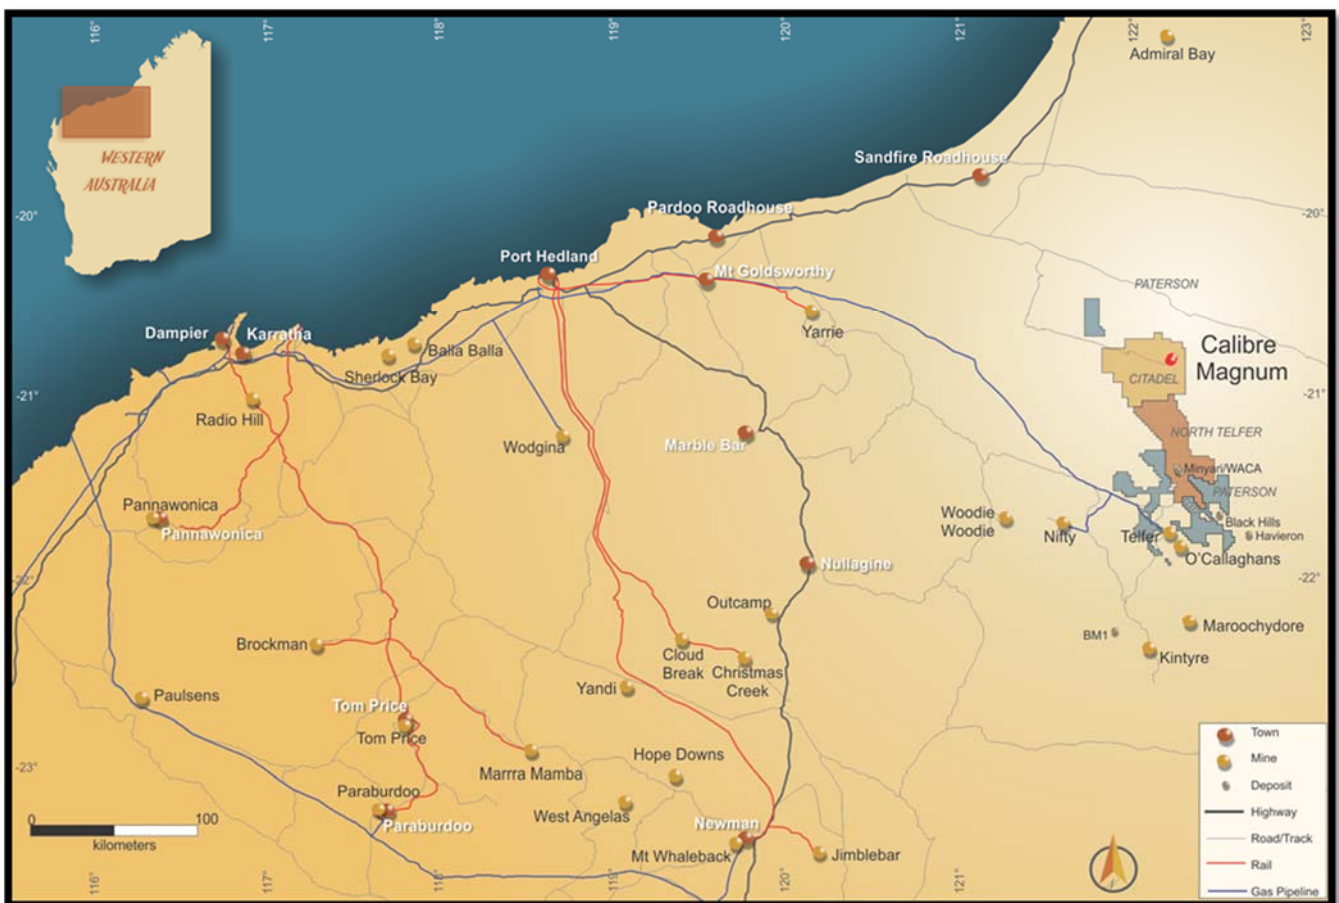 116°
117°
118°
119°
120°
121°
122°
123°
Admiral Bay
WESTERN
AUSTRALIA
Sandfire Roadhouse
-20°
-20°
Pardoo Roadhouse
Port Hedland
Mt Goldsworthy
PATERSON
Dampier
Karratha
Yarrie
Balla Balla
Sherlock Bay
Calibre
Magnum
CITADEL
-21°
-21°
Radio Hill
Wodgina
Marble Bar
NORTH TELFER
Minyari/WACA
PATERSON
Pannawonica
Pannawonica
Woodie
Woodie
Nifty
Telfer
Black Hills
Havieron
O'Callaghans
Nullagine
-22°
-22°
Outcamp
Maroochydore
BM1
Kintyre
Brockman
Cloud
Break
Christmas
Creek
Paulsens
Yandi
Tom Price
Tom Price
Hope Downs
-23°
Marrra Mamba
Paraburdoo
Paraburdoo
West Angelas
Newman
Mt Whaleback
Jimblebar
0
100
kilometers
Town
Mine
Deposit
Highway
Road/Track
Rail
Gas Pipeline
116°
117°
118°
119°
120°
121°